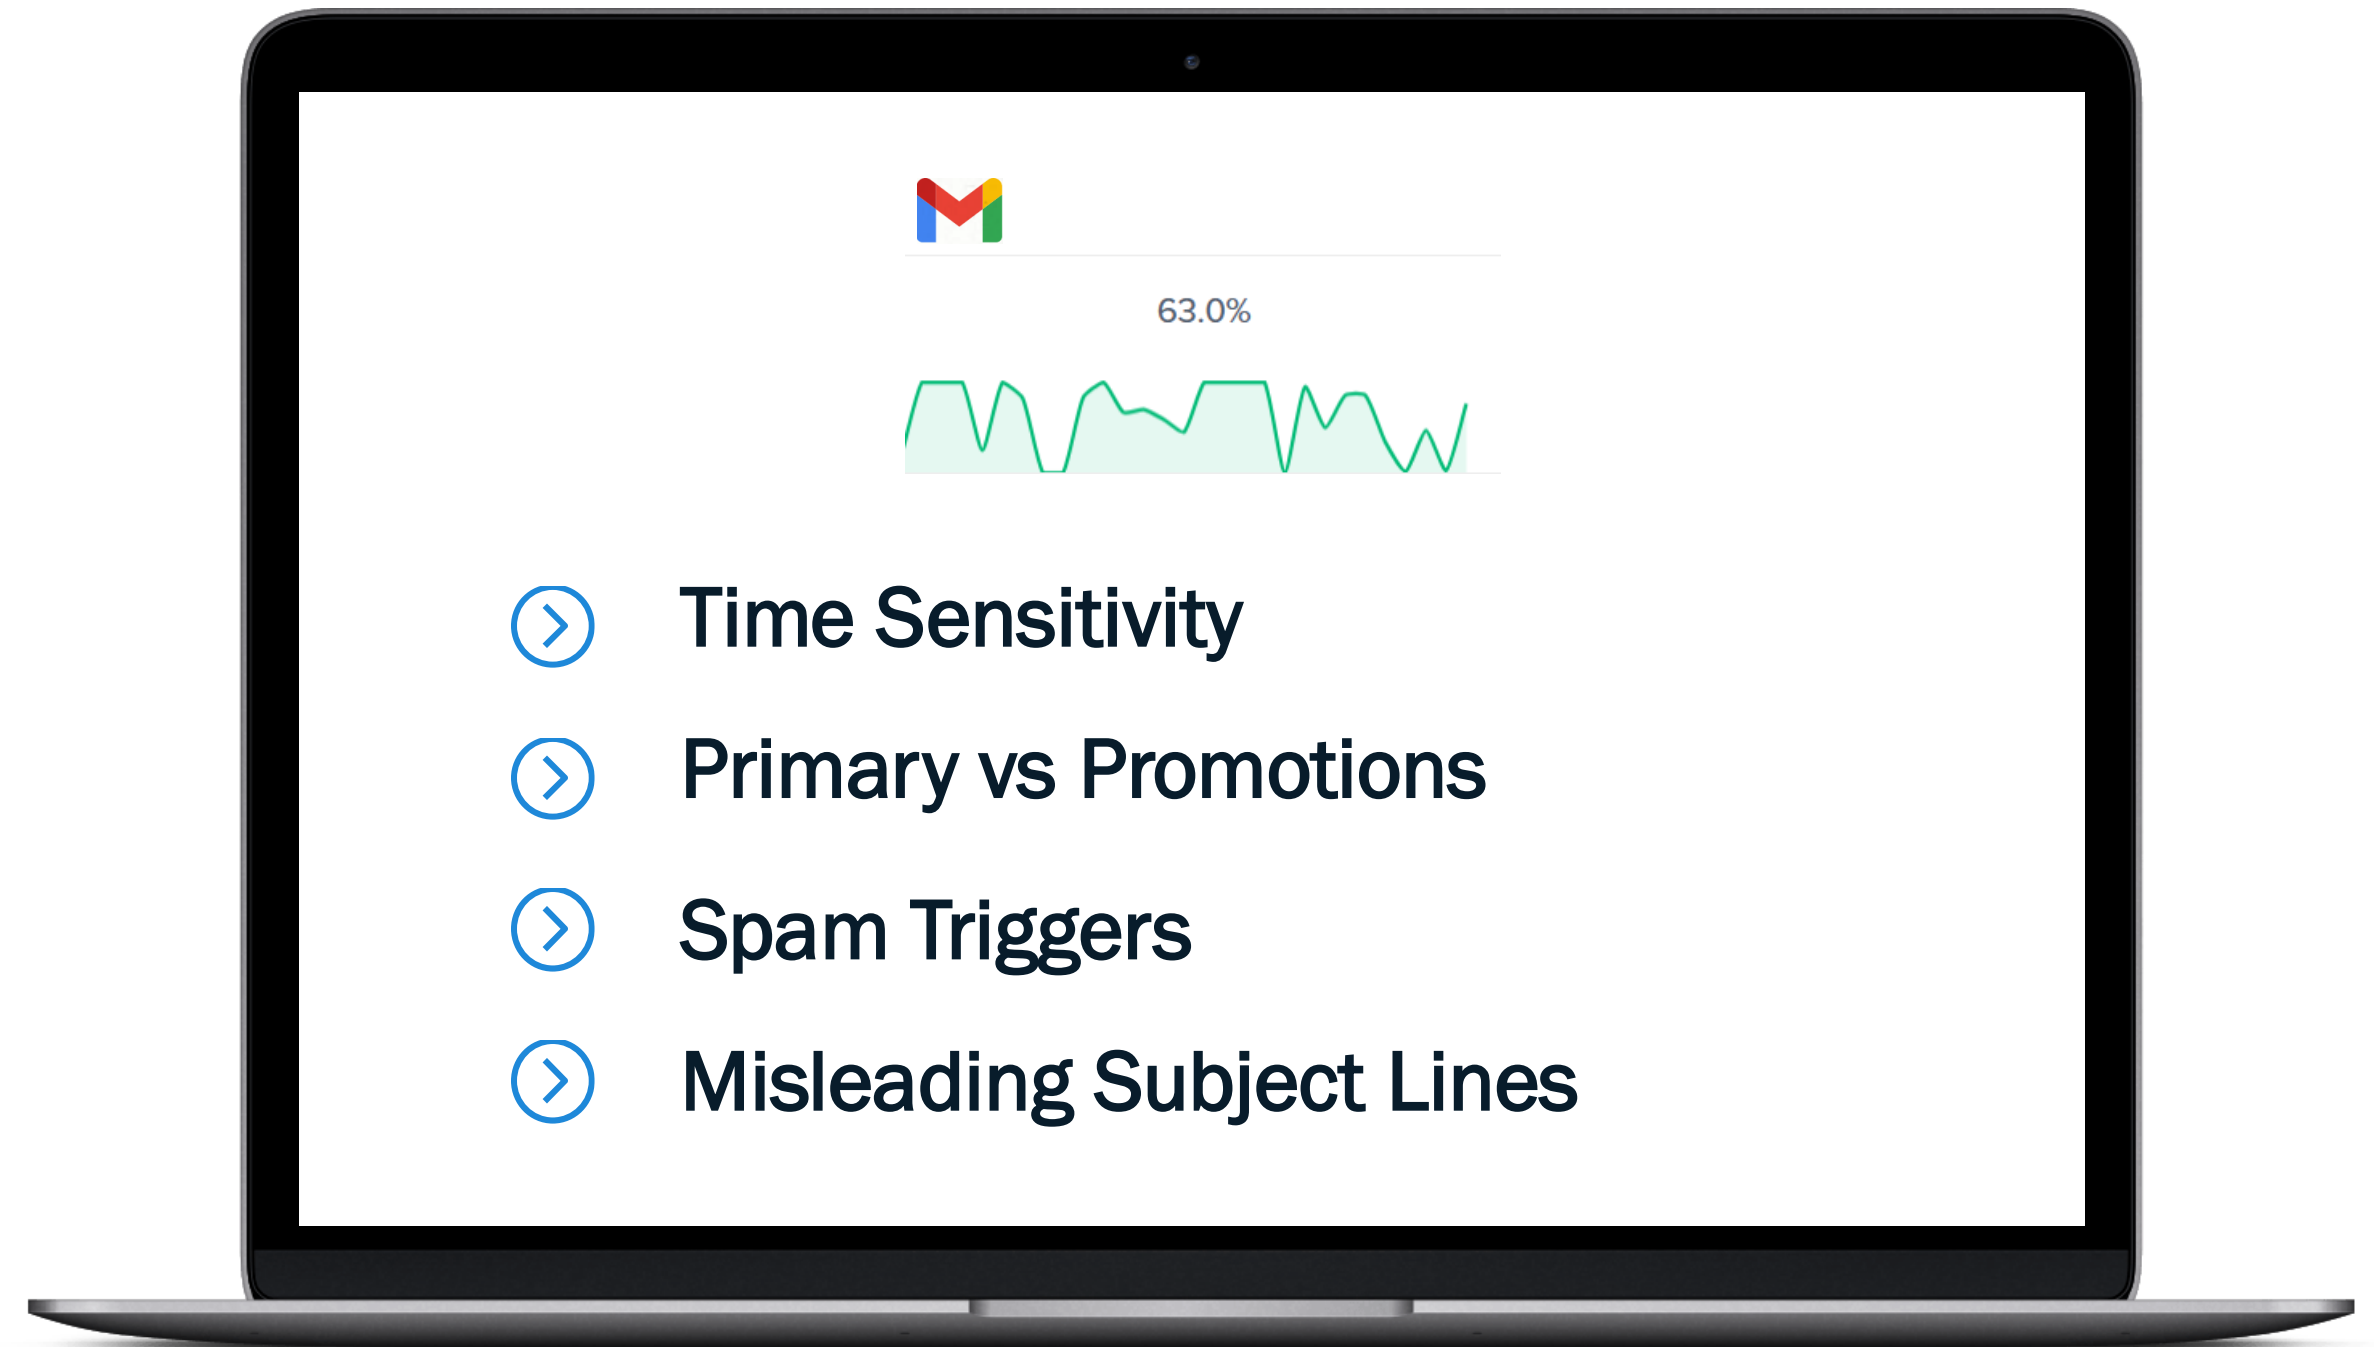 63.0%
Time Sensitivity
Primary vs Promotions
Spam Triggers
Misleading Subject Lines